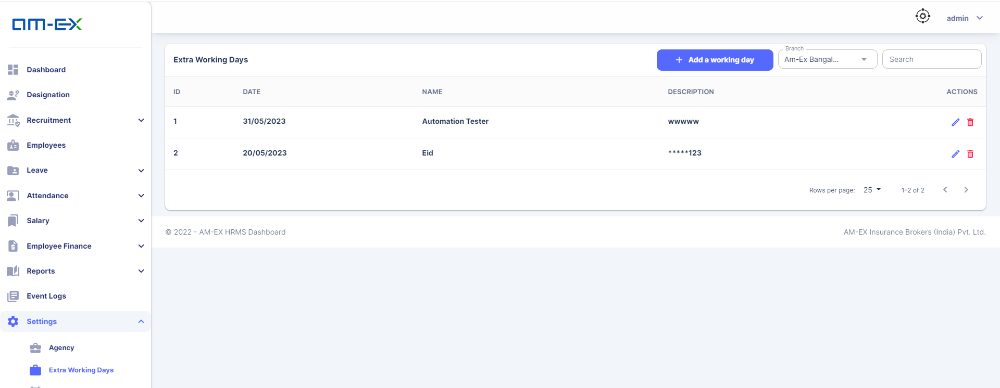 am-EX
admin
Dashboard
Designation
Recruitment
Employees
Leave
Attendance
Salary
Employee Finance
Reports
Event Logs
Settings
Agency
Extra Working Days
Extra Working Days
+ Add a working day
Branch
Am-Ex Bangal...
Search
ID DATE NAME DESCRIPTION ACTIONS
1 31/05/2023 Automation Tester wwwww
2 20/05/2023 Eid *****123
Rows per page: 25 1–2 of 2
© 2022 - AM-EX HRMS Dashboard
AM-EX Insurance Brokers (India) Pvt. Ltd.